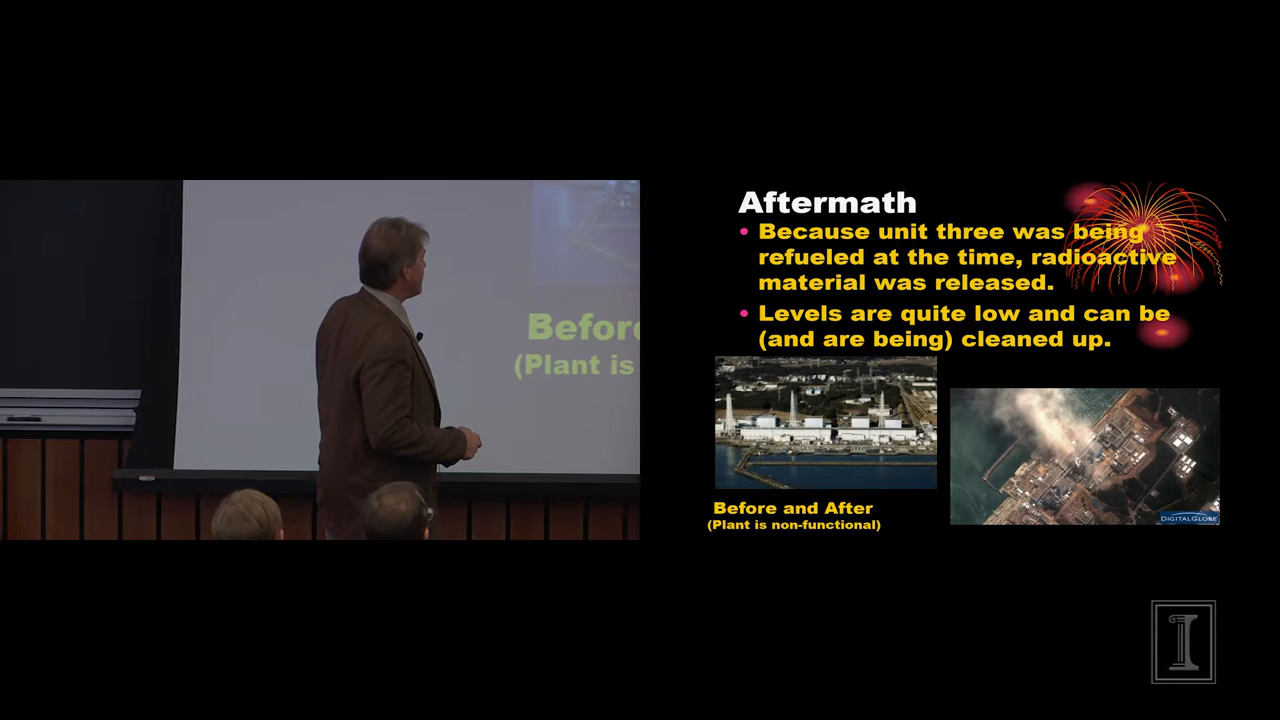 Before
(Plant is
Aftermath
• Because unit three was being
refueled at the time, radioactive
material was released.
• Levels are quite low and can be
(and are being) cleaned up.
Before and After
(Plant is non-functional)
DIGITALGLOBE
I